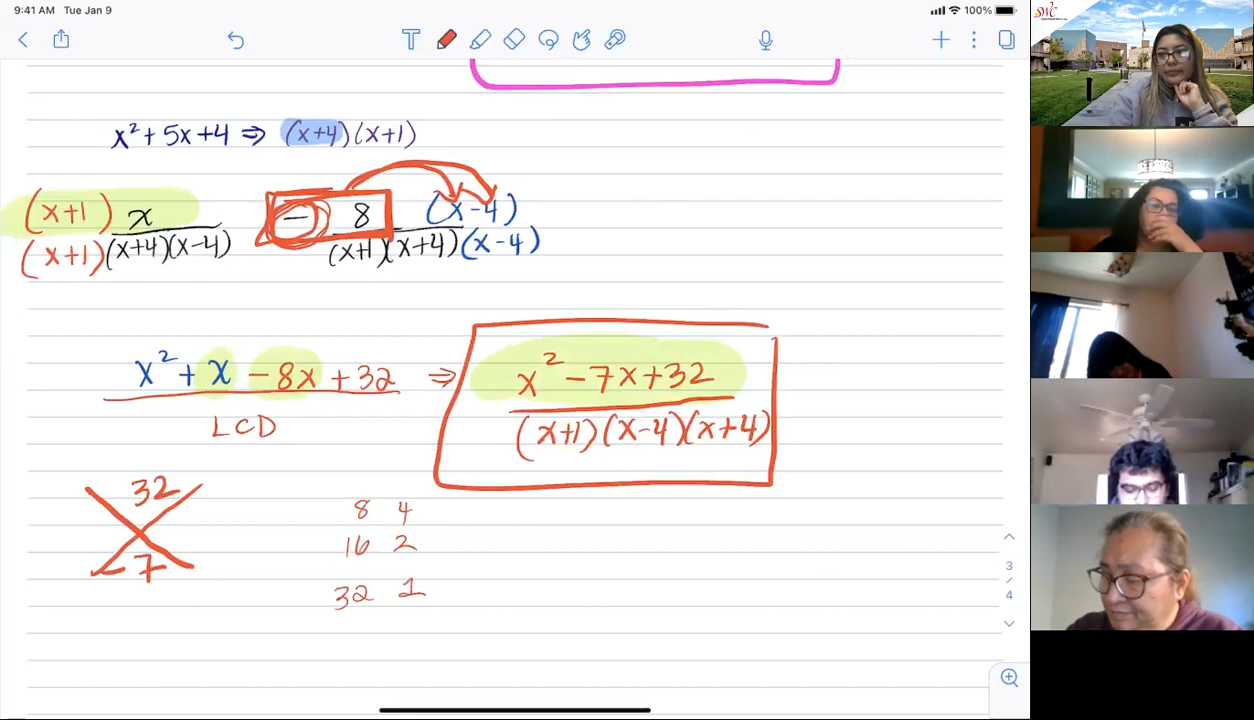 9:41 AM Tue Jan 9
100%
SWC
T
x² + 5x + 4 ⇒ (x+4)(x+1)
(x+1) x − 8 (x−4)
(x+1) (x+4)(x−4) (x+1)(x+4) (x−4)
x² + x − 8x + 32 ⇒ x² − 7x + 32
LCD (x+1)(x−4)(x+4)
32
8 4
16 2
-7
32 1
3
/
4